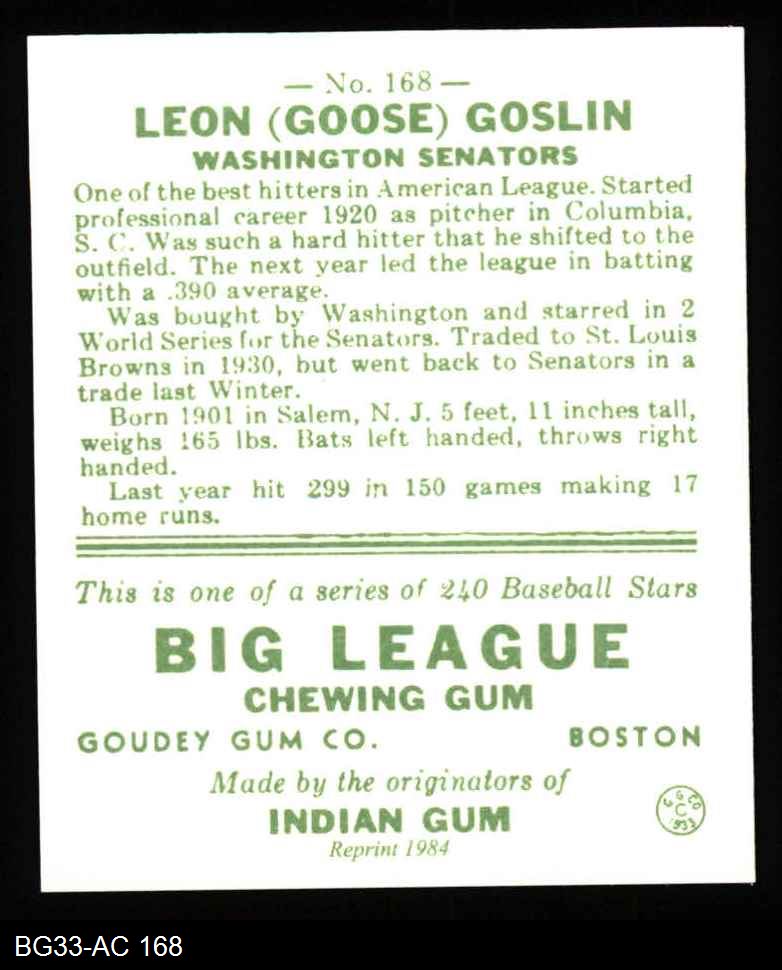 — No. 168 —
LEON (GOOSE) GOSLIN
WASHINGTON SENATORS
One of the best hitters in American League. Started
professional career 1920 as pitcher in Columbia,
S. C. Was such a hard hitter that he shifted to the
outfield. The next year led the league in batting
with a .390 average.
Was bought by Washington and starred in 2
World Series for the Senators. Traded to St. Louis
Browns in 1930, but went back to Senators in a
trade last Winter.
Born 1901 in Salem, N. J. 5 feet, 11 inches tall,
weighs 165 lbs. Bats left handed, throws right
handed.
Last year hit 299 in 150 games making 17
home runs.
This is one of a series of 240 Baseball Stars
BIG LEAGUE
CHEWING GUM
GOUDEY GUM CO. BOSTON
Made by the originators of
INDIAN GUM
G G CO
C
1933
Reprint 1984
BG33-AC 168